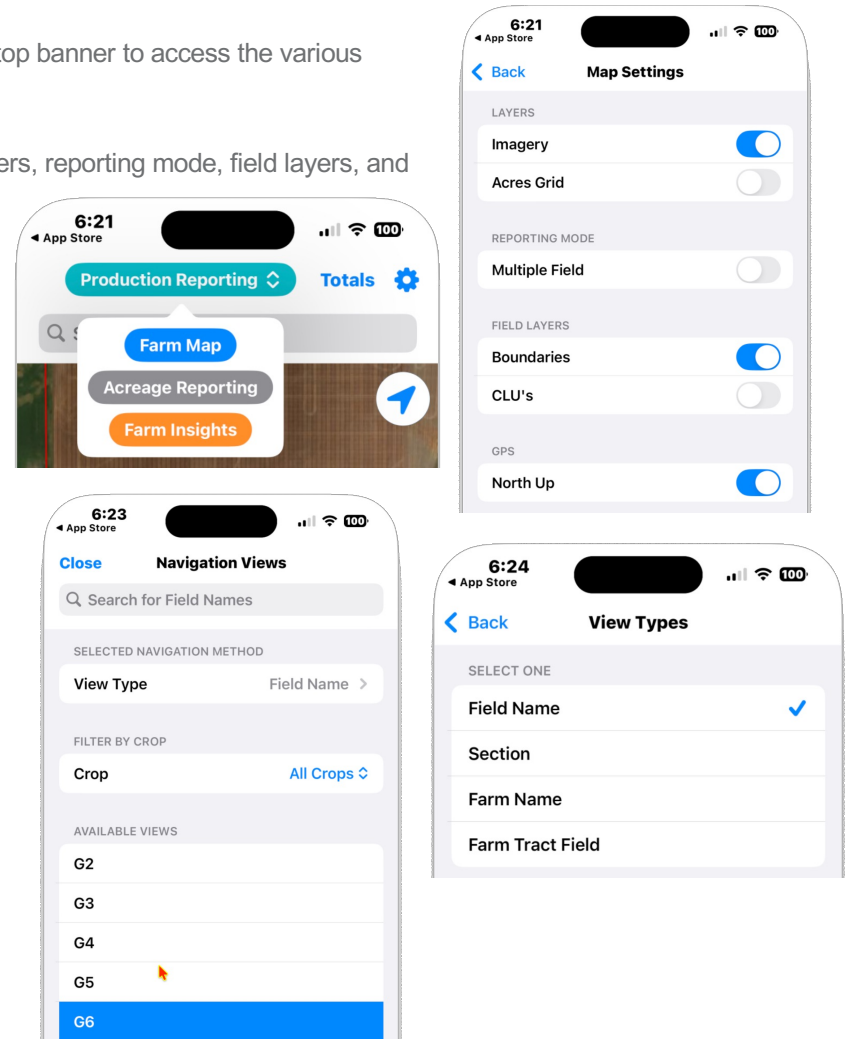 top banner to access the various
ers, reporting mode, field layers, and
6:21
App Store
100
Production Reporting
Totals
Farm Map
Acreage Reporting
Farm Insights
6:21
App Store
100
Back
Map Settings
LAYERS
Imagery
Acres Grid
REPORTING MODE
Multiple Field
FIELD LAYERS
Boundaries
CLU's
GPS
North Up
6:23
App Store
100
Close
Navigation Views
Search for Field Names
SELECTED NAVIGATION METHOD
View Type
Field Name
FILTER BY CROP
Crop
All Crops
AVAILABLE VIEWS
G2
G3
G4
G5
G6
6:24
App Store
100
Back
View Types
SELECT ONE
Field Name
Section
Farm Name
Farm Tract Field